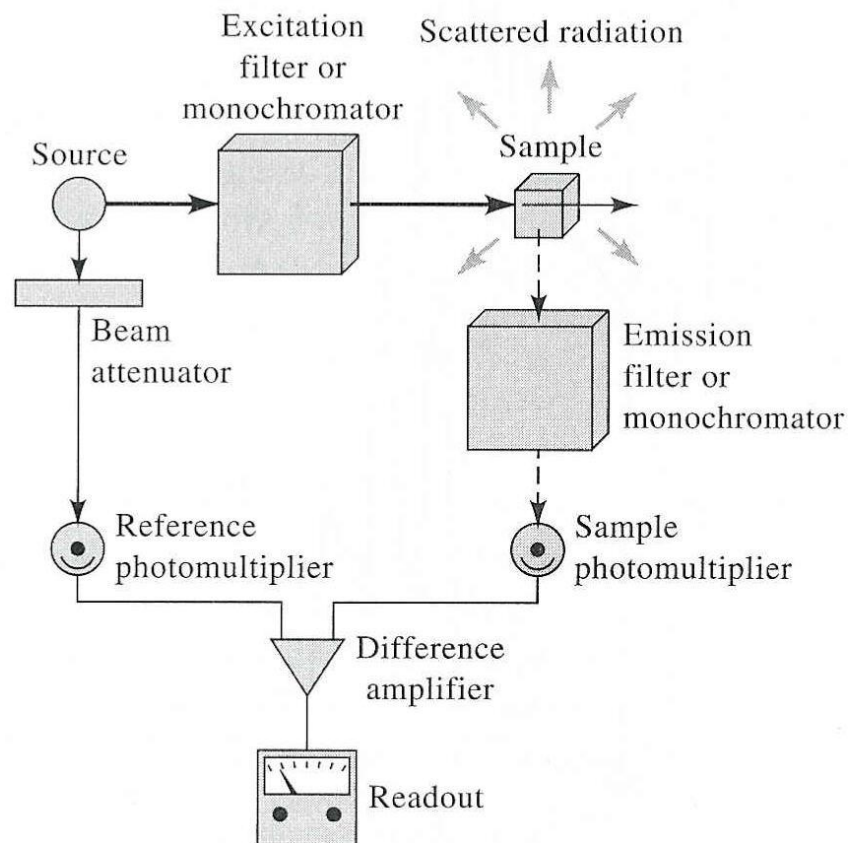 Excitation
filter or
monochromator
Scattered radiation
Source
Sample
Beam
attenuator
Emission
filter or
monochromator
Reference
photomultiplier
Sample
photomultiplier
Difference
amplifier
Readout